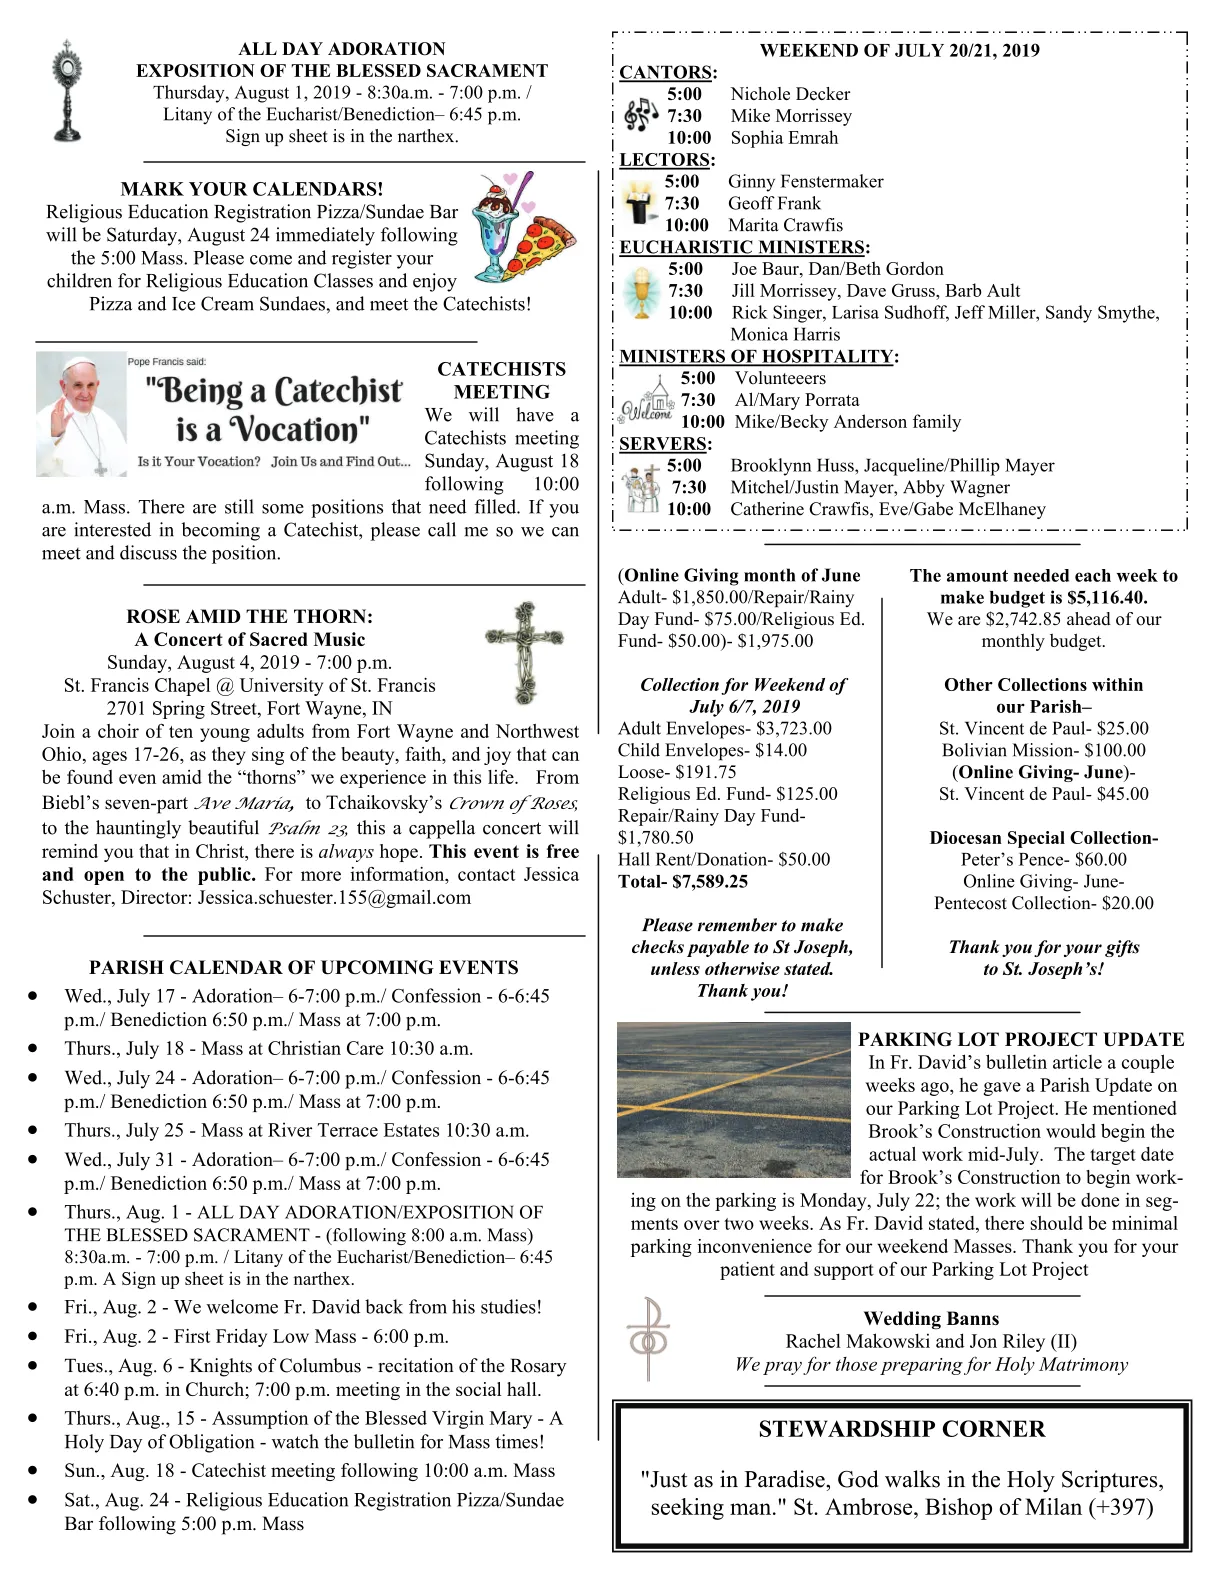 ALL DAY ADORATION
EXPOSITION OF THE BLESSED SACRAMENT
Thursday, August 1, 2019 - 8:30a.m. - 7:00 p.m. /
Litany of the Eucharist/Benediction– 6:45 p.m.
Sign up sheet is in the narthex.
MARK YOUR CALENDARS!
Religious Education Registration Pizza/Sundae Bar
will be Saturday, August 24 immediately following
the 5:00 Mass. Please come and register your
children for Religious Education Classes and enjoy
Pizza and Ice Cream Sundaes, and meet the Catechists!
Pope Francis said:
"Being a Catechist
is a Vocation"
Is it Your Vocation? Join Us and Find Out...
CATECHISTS
MEETING
We will have a
Catechists meeting
Sunday, August 18
following 10:00
a.m. Mass. There are still some positions that need filled. If you
are interested in becoming a Catechist, please call me so we can
meet and discuss the position.
ROSE AMID THE THORN:
A Concert of Sacred Music
Sunday, August 4, 2019 - 7:00 p.m.
St. Francis Chapel @ University of St. Francis
2701 Spring Street, Fort Wayne, IN
Join a choir of ten young adults from Fort Wayne and Northwest
Ohio, ages 17-26, as they sing of the beauty, faith, and joy that can
be found even amid the “thorns” we experience in this life. From
Biebl’s seven-part Ave Maria, to Tchaikovsky’s Crown of Roses,
to the hauntingly beautiful Psalm 23, this a cappella concert will
remind you that in Christ, there is always hope. This event is free
and open to the public. For more information, contact Jessica
Schuster, Director: Jessica.schuester.155@gmail.com
PARISH CALENDAR OF UPCOMING EVENTS
• Wed., July 17 - Adoration– 6-7:00 p.m./ Confession - 6-6:45
p.m./ Benediction 6:50 p.m./ Mass at 7:00 p.m.
• Thurs., July 18 - Mass at Christian Care 10:30 a.m.
• Wed., July 24 - Adoration– 6-7:00 p.m./ Confession - 6-6:45
p.m./ Benediction 6:50 p.m./ Mass at 7:00 p.m.
• Thurs., July 25 - Mass at River Terrace Estates 10:30 a.m.
• Wed., July 31 - Adoration– 6-7:00 p.m./ Confession - 6-6:45
p.m./ Benediction 6:50 p.m./ Mass at 7:00 p.m.
• Thurs., Aug. 1 - ALL DAY ADORATION/EXPOSITION OF
THE BLESSED SACRAMENT - (following 8:00 a.m. Mass)
8:30a.m. - 7:00 p.m. / Litany of the Eucharist/Benediction– 6:45
p.m. A Sign up sheet is in the narthex.
• Fri., Aug. 2 - We welcome Fr. David back from his studies!
• Fri., Aug. 2 - First Friday Low Mass - 6:00 p.m.
• Tues., Aug. 6 - Knights of Columbus - recitation of the Rosary
at 6:40 p.m. in Church; 7:00 p.m. meeting in the social hall.
• Thurs., Aug., 15 - Assumption of the Blessed Virgin Mary - A
Holy Day of Obligation - watch the bulletin for Mass times!
• Sun., Aug. 18 - Catechist meeting following 10:00 a.m. Mass
• Sat., Aug. 24 - Religious Education Registration Pizza/Sundae
Bar following 5:00 p.m. Mass
WEEKEND OF JULY 20/21, 2019
CANTORS:
5:00 Nichole Decker
7:30 Mike Morrissey
10:00 Sophia Emrah
LECTORS:
5:00 Ginny Fenstermaker
7:30 Geoff Frank
10:00 Marita Crawfis
EUCHARISTIC MINISTERS:
5:00 Joe Baur, Dan/Beth Gordon
7:30 Jill Morrissey, Dave Gruss, Barb Ault
10:00 Rick Singer, Larisa Sudhoff, Jeff Miller, Sandy Smythe,
Monica Harris
MINISTERS OF HOSPITALITY:
Welcome
5:00 Volunteeers
7:30 Al/Mary Porrata
10:00 Mike/Becky Anderson family
SERVERS:
5:00 Brooklynn Huss, Jacqueline/Phillip Mayer
7:30 Mitchel/Justin Mayer, Abby Wagner
10:00 Catherine Crawfis, Eve/Gabe McElhaney
(Online Giving month of June
Adult- $1,850.00/Repair/Rainy
Day Fund- $75.00/Religious Ed.
Fund- $50.00)- $1,975.00
Collection for Weekend of
July 6/7, 2019
Adult Envelopes- $3,723.00
Child Envelopes- $14.00
Loose- $191.75
Religious Ed. Fund- $125.00
Repair/Rainy Day Fund-
$1,780.50
Hall Rent/Donation- $50.00
Total- $7,589.25
Please remember to make
checks payable to St Joseph,
unless otherwise stated.
Thank you!
The amount needed each week to
make budget is $5,116.40.
We are $2,742.85 ahead of our
monthly budget.
Other Collections within
our Parish–
St. Vincent de Paul- $25.00
Bolivian Mission- $100.00
(Online Giving- June)-
St. Vincent de Paul- $45.00
Diocesan Special Collection-
Peter’s Pence- $60.00
Online Giving- June-
Pentecost Collection- $20.00
Thank you for your gifts
to St. Joseph’s!
PARKING LOT PROJECT UPDATE
In Fr. David’s bulletin article a couple
weeks ago, he gave a Parish Update on
our Parking Lot Project. He mentioned
Brook’s Construction would begin the
actual work mid-July. The target date
for Brook’s Construction to begin work-
ing on the parking is Monday, July 22; the work will be done in seg-
ments over two weeks. As Fr. David stated, there should be minimal
parking inconvenience for our weekend Masses. Thank you for your
patient and support of our Parking Lot Project
Wedding Banns
Rachel Makowski and Jon Riley (II)
We pray for those preparing for Holy Matrimony
STEWARDSHIP CORNER
"Just as in Paradise, God walks in the Holy Scriptures,
seeking man." St. Ambrose, Bishop of Milan (+397)